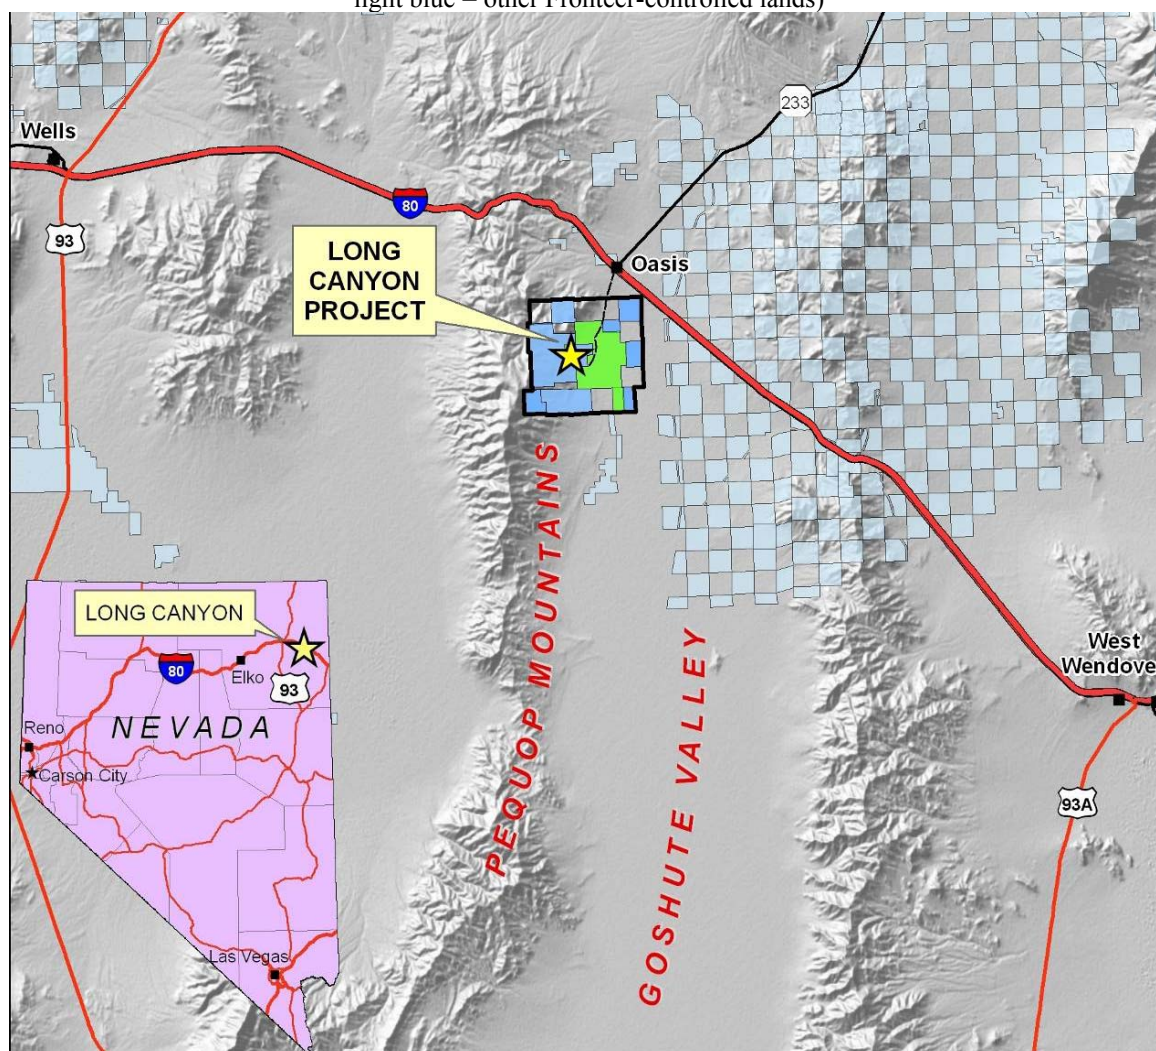 light blue – other Fronteer-controlled lands)
233
Wells
80
93
LONG
CANYON
PROJECT
Oasis
PEQUOP MOUNTAINS
GOSHUTE VALLEY
West
Wendove
93A
LONG CANYON
80
Elko
93
NEVADA
Reno
Carson City
Las Vegas